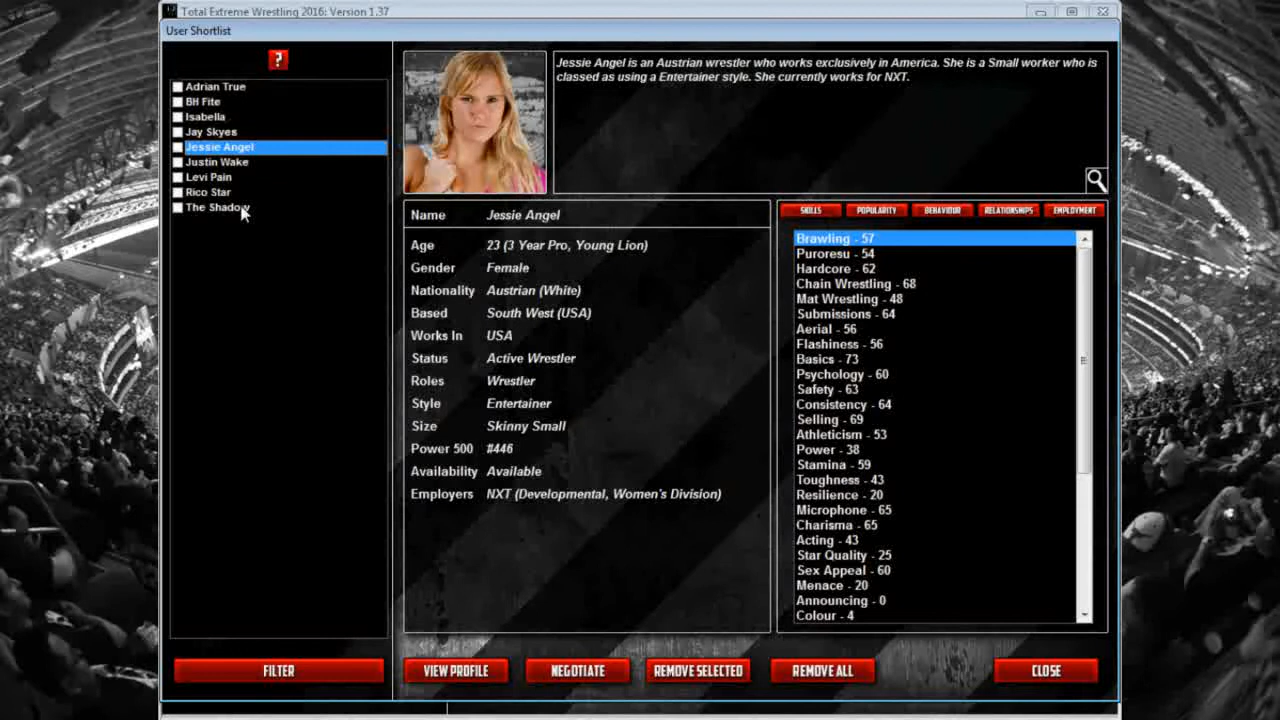 Total Extreme Wrestling 2016: Version 1.37
User Shortlist
?
Adrian True
BH Fite
Isabella
Jay Skyes
Jessie Angel
Justin Wake
Levi Pain
Rico Star
The Shadow
FILTER
Jessie Angel is an Austrian wrestler who works exclusively in America. She is a Small worker who is
classed as using a Entertainer style. She currently works for NXT.
Name Jessie Angel
Age 23 (3 Year Pro, Young Lion)
Gender Female
Nationality Austrian (White)
Based South West (USA)
Works In USA
Status Active Wrestler
Roles Wrestler
Style Entertainer
Size Skinny Small
Power 500 #446
Availability Available
Employers NXT (Developmental, Women's Division)
SKILLS POPULARITY BEHAVIOUR RELATIONSHIPS EMPLOYMENT
Brawling - 57
Puroresu - 54
Hardcore - 62
Chain Wrestling - 68
Mat Wrestling - 48
Submissions - 64
Aerial - 56
Flashiness - 56
Basics - 73
Psychology - 60
Safety - 63
Consistency - 64
Selling - 69
Athleticism - 53
Power - 38
Stamina - 59
Toughness - 43
Resilience - 20
Microphone - 65
Charisma - 65
Acting - 43
Star Quality - 25
Sex Appeal - 60
Menace - 20
Announcing - 0
Colour - 4
VIEW PROFILE NEGOTIATE REMOVE SELECTED REMOVE ALL CLOSE